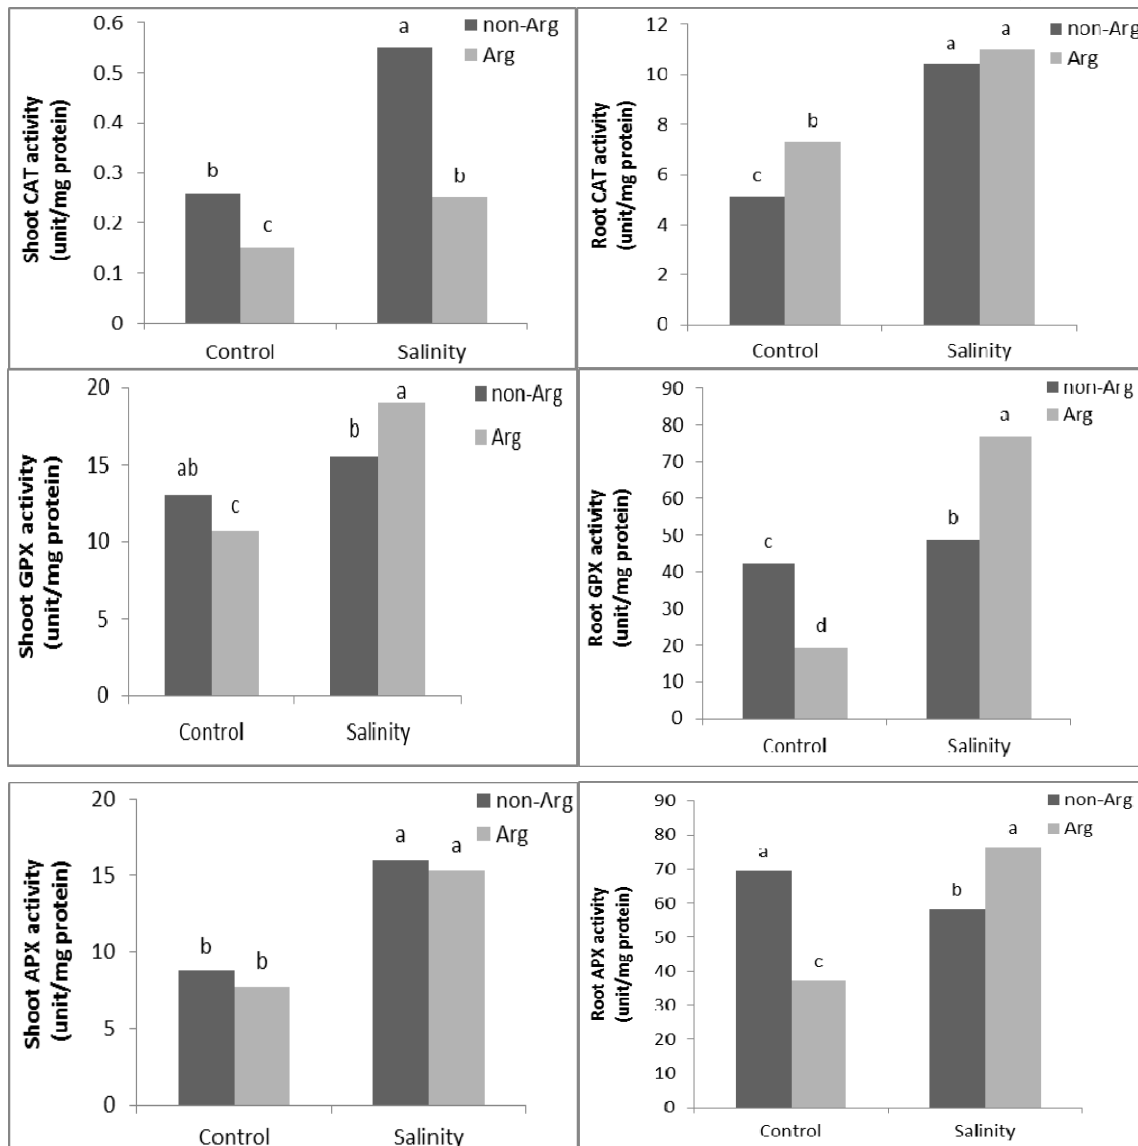 Shoot CAT activity
(unit/mg protein)
0.6
0.5
0.4
0.3
0.2
0.1
0
b
c
a
b
non-Arg
Arg
Control
Salinity
Root CAT activity
(unit/mg protein)
12
10
8
6
4
2
0
c
b
a
a
non-Arg
Arg
Control
Salinity
Shoot GPX activity
(unit/mg protein)
20
15
10
5
0
ab
c
b
a
non-Arg
Arg
Control
Salinity
Root GPX activity
(unit/mg protein)
90
80
70
60
50
40
30
20
10
0
c
d
b
a
non-Arg
Arg
Control
Salinity
Shoot APX activity
(unit/mg protein)
20
15
10
5
0
b
b
a
a
non-Arg
Arg
Control
Salinity
Root APX activity
(unit/mg protein)
90
80
70
60
50
40
30
20
10
0
a
c
b
a
non-Arg
Arg
Control
Salinity